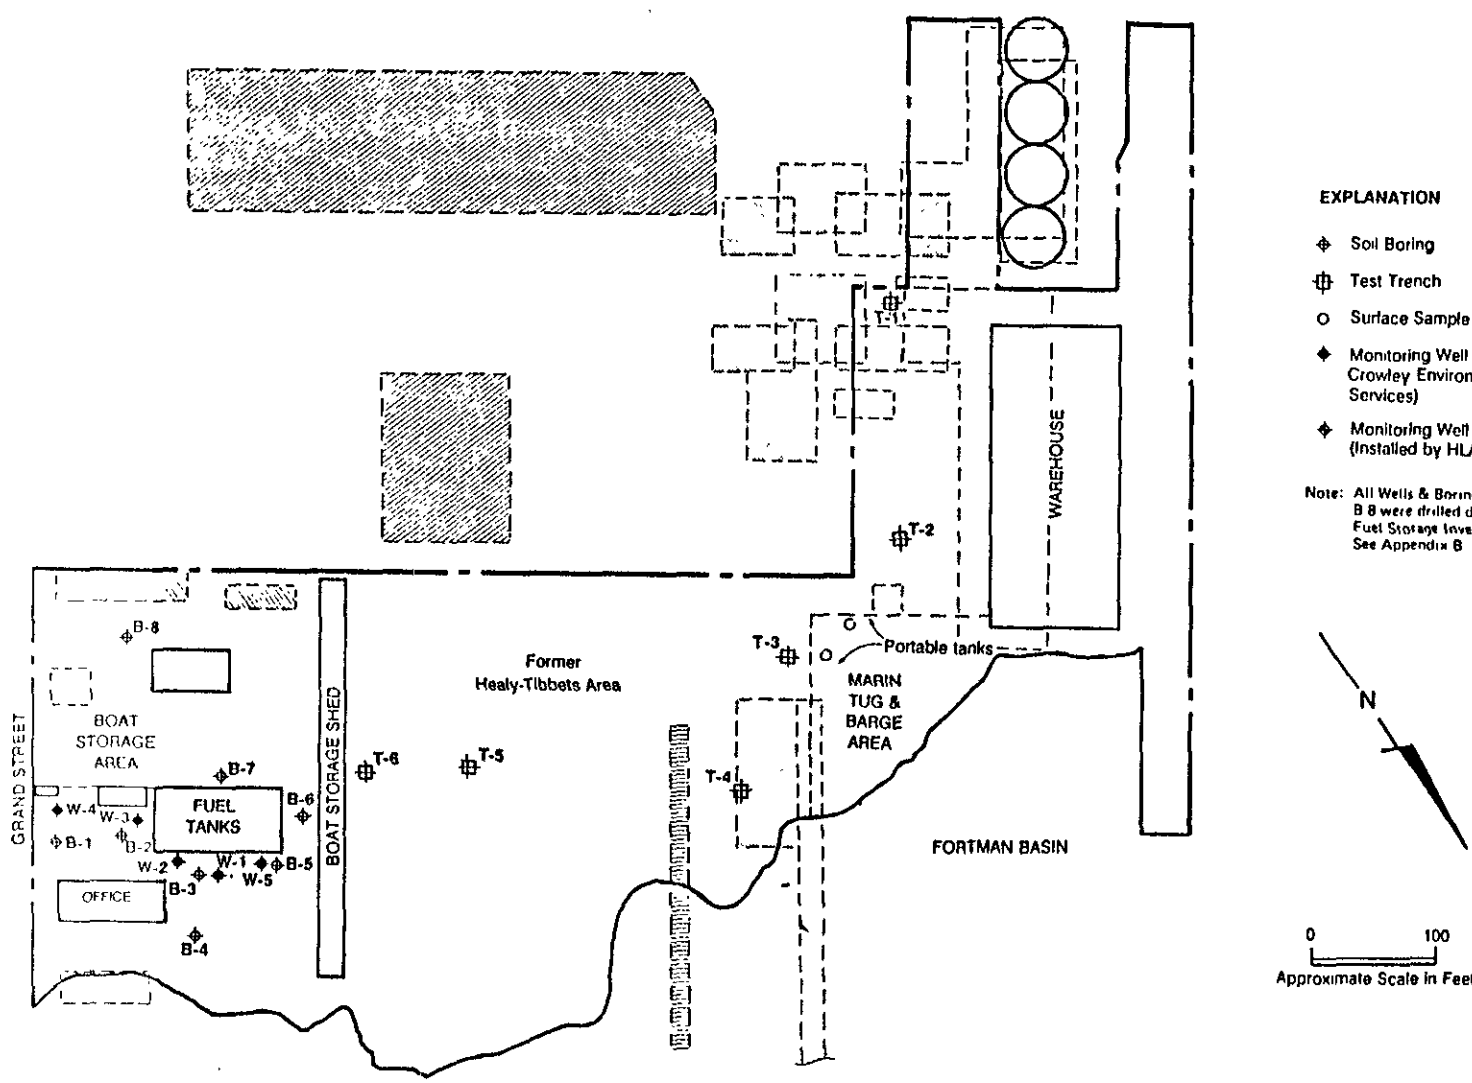 EXPLANATION
Soil Boring
Test Trench
Surface Sample
Monitoring Well
Crowley Environ
Services)
Monitoring Well
(Installed by HLA
Note: All Wells & Borin
B 8 were drilled d
Fuel Storage Inve
See Appendix B
T-1
WAREHOUSE
T-2
B-8
T-3
Portable tanks
Former
Healy-Tibbets Area
MARIN
TUG &
BARGE
AREA
N
GRAND STREET
BOAT
STORAGE
AREA
BOAT STORAGE SHED
T-6
T-5
T-4
B-7
B-6
W-4
W-3
FUEL
TANKS
B-1
B-2
W-2
W-1
B-5
B-3
W-5
FORTMAN BASIN
OFFICE
B-4
0 100
Approximate Scale in Feet